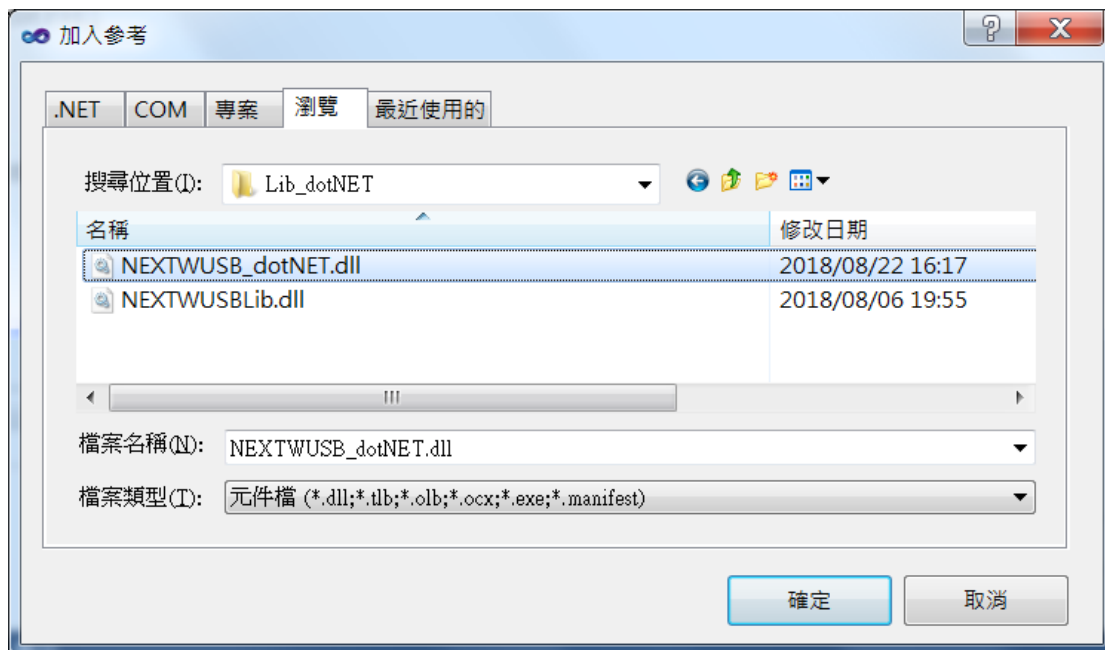 加入參考
.NET COM 專案 瀏覽 最近使用的
搜尋位置(I): Lib_dotNET
名稱 修改日期
NEXTWUSB_dotNET.dll 2018/08/22 16:17
NEXTWUSBLib.dll 2018/08/06 19:55
檔案名稱(N): NEXTWUSB_dotNET.dll
檔案類型(T): 元件檔 (*.dll;*.tlb;*.olb;*.ocx;*.exe;*.manifest)
確定 取消